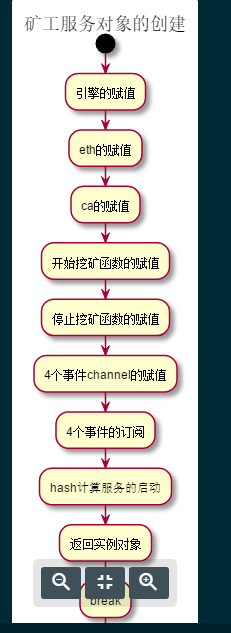 矿工服务对象的创建
引擎的赋值
eth的赋值
ca的赋值
开始挖矿函数的赋值
停止挖矿函数的赋值
4个事件channel的赋值
4个事件的订阅
hash计算服务的启动
返回实例对象
break